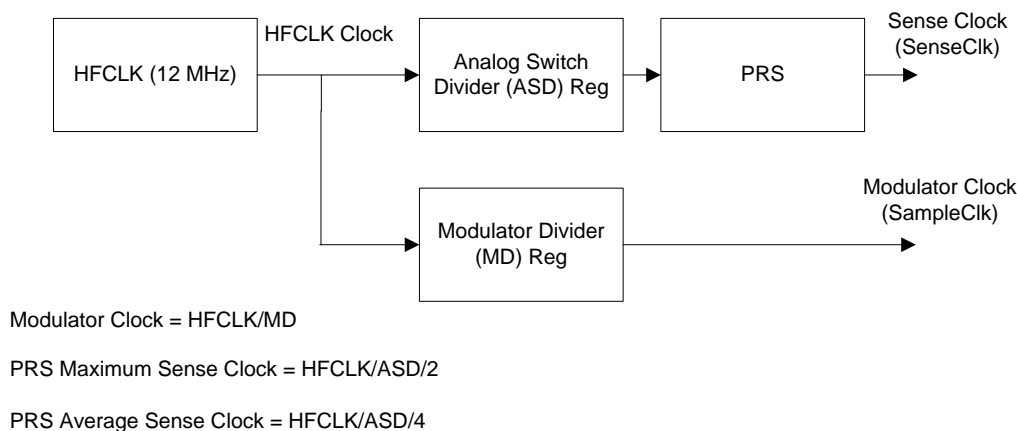 HFCLK (12 MHz)
HFCLK Clock
Analog Switch
Divider (ASD) Reg
PRS
Sense Clock
(SenseClk)
Modulator Divider
(MD) Reg
Modulator Clock
(SampleClk)
Modulator Clock = HFCLK/MD
PRS Maximum Sense Clock = HFCLK/ASD/2
PRS Average Sense Clock = HFCLK/ASD/4